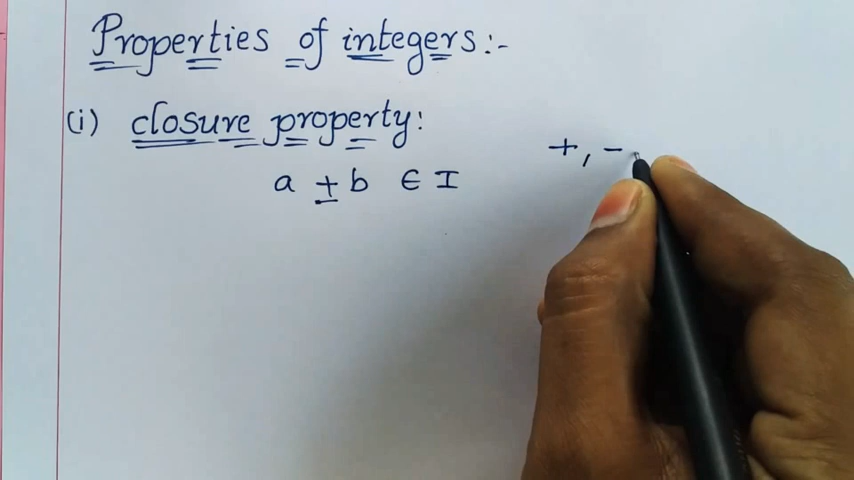 Properties of integers:-
(i) closure property:
+, -
a ± b ∈ I